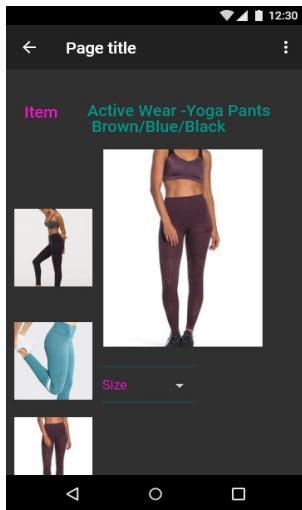 12:30
Page title
Item
Active Wear -Yoga Pants
Brown/Blue/Black
Size